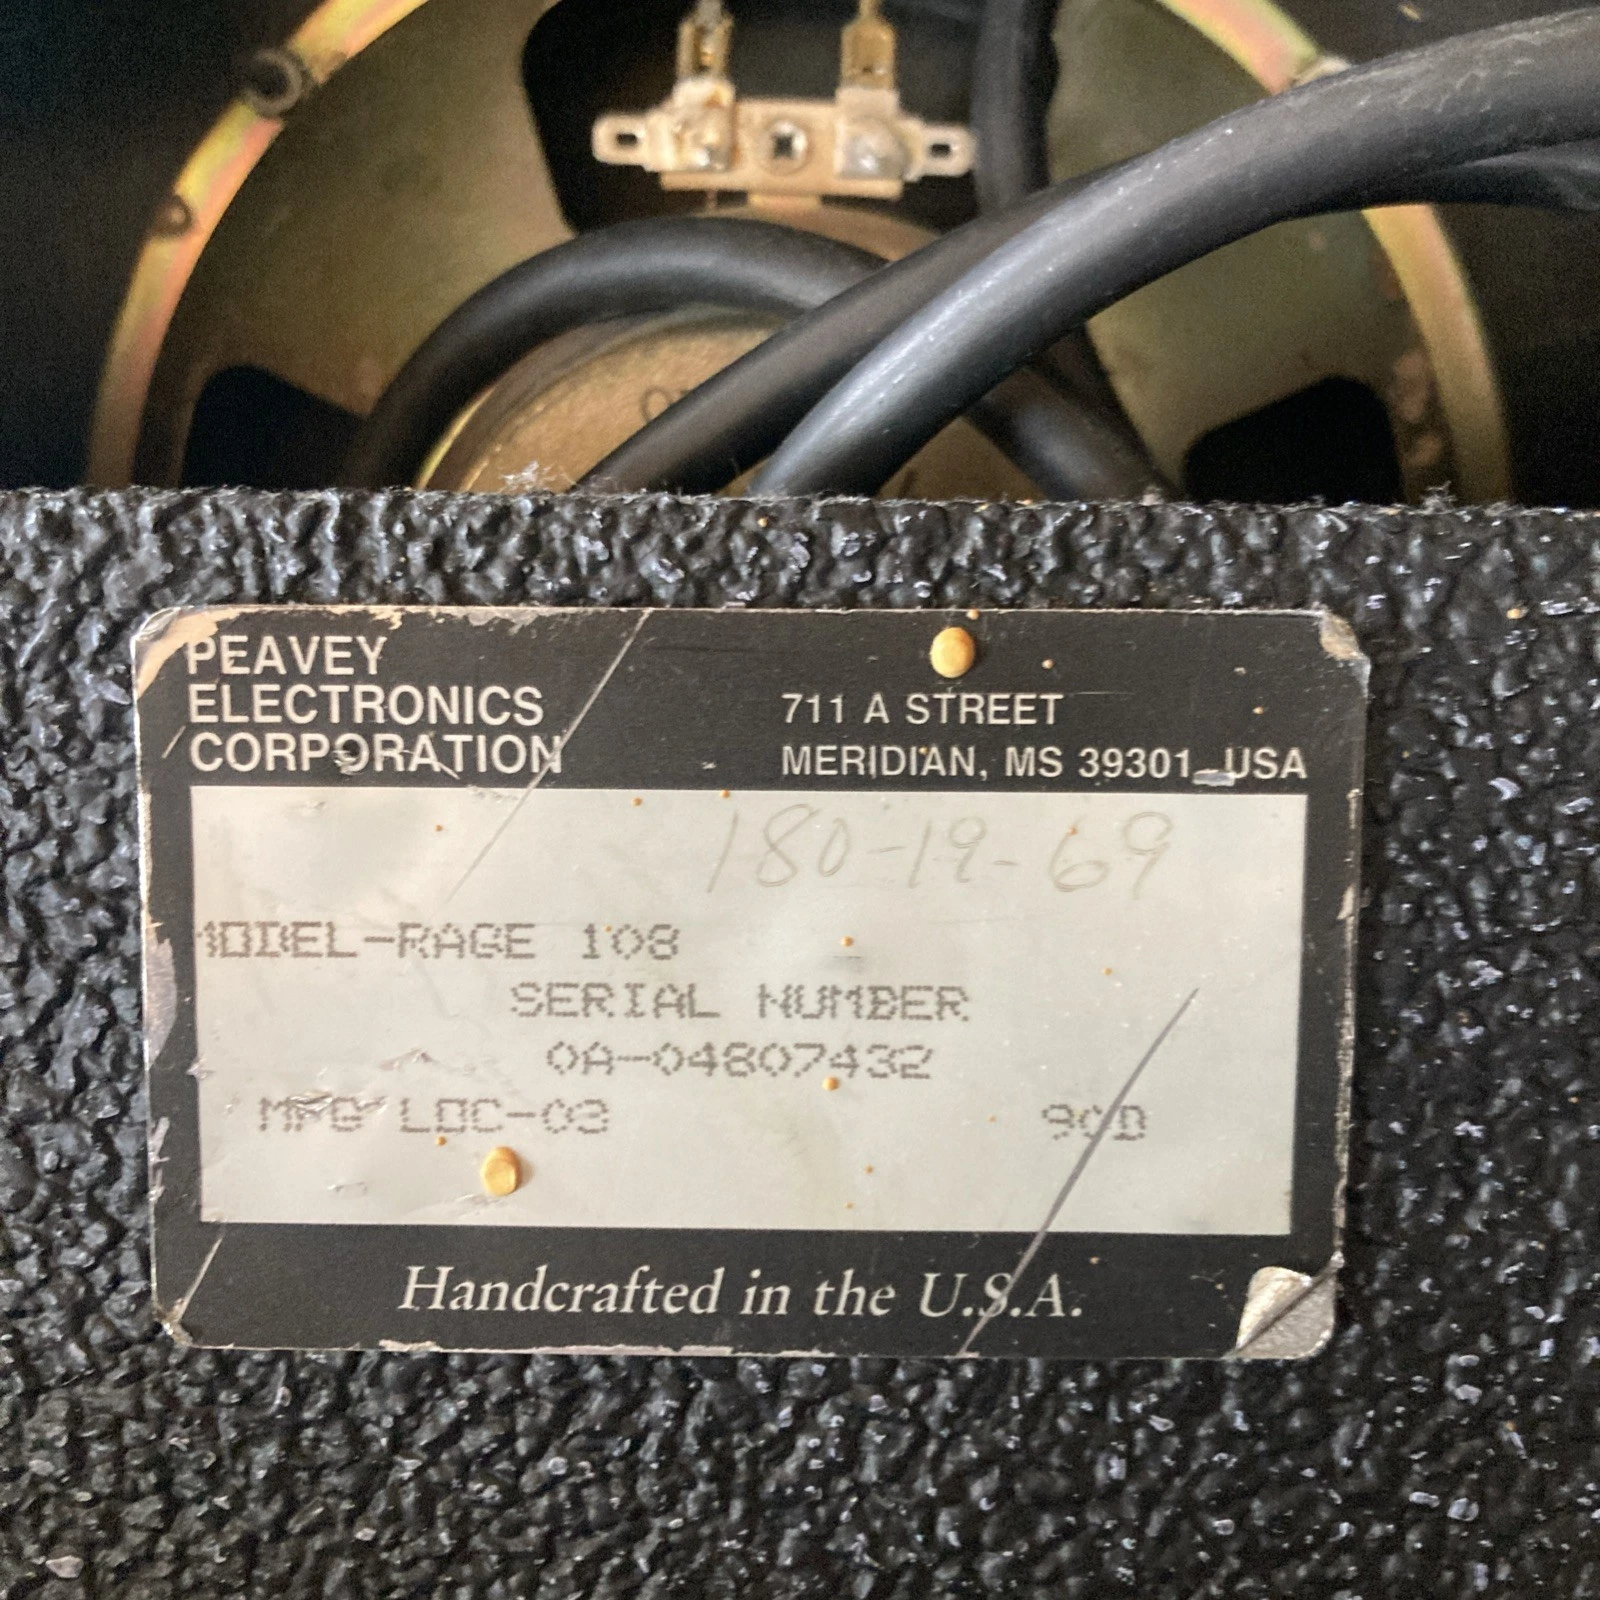 PEAVEY
ELECTRONICS
CORPORATION
711 A STREET
MERIDIAN, MS 39301 USA
180-19-69
MODEL-RAGE 108
SERIAL NUMBER
0A-04807432
MFG LOC-03 90D
Handcrafted in the U.S.A.